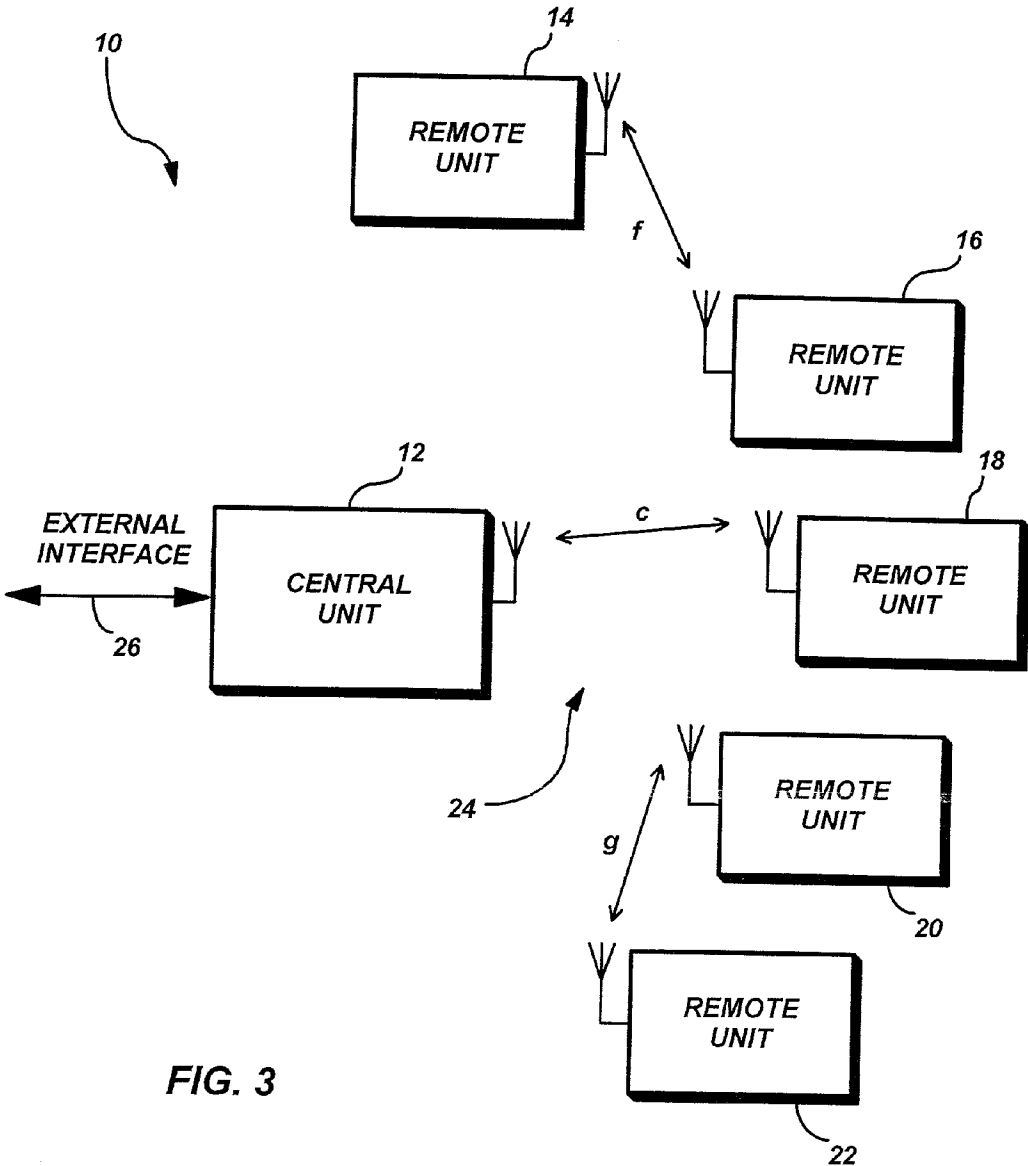 10
14
REMOTE
UNIT
f
16
REMOTE
UNIT
12
18
EXTERNAL
INTERFACE
c
CENTRAL
UNIT
REMOTE
UNIT
26
24
REMOTE
UNIT
g
20
REMOTE
UNIT
FIG. 3
22